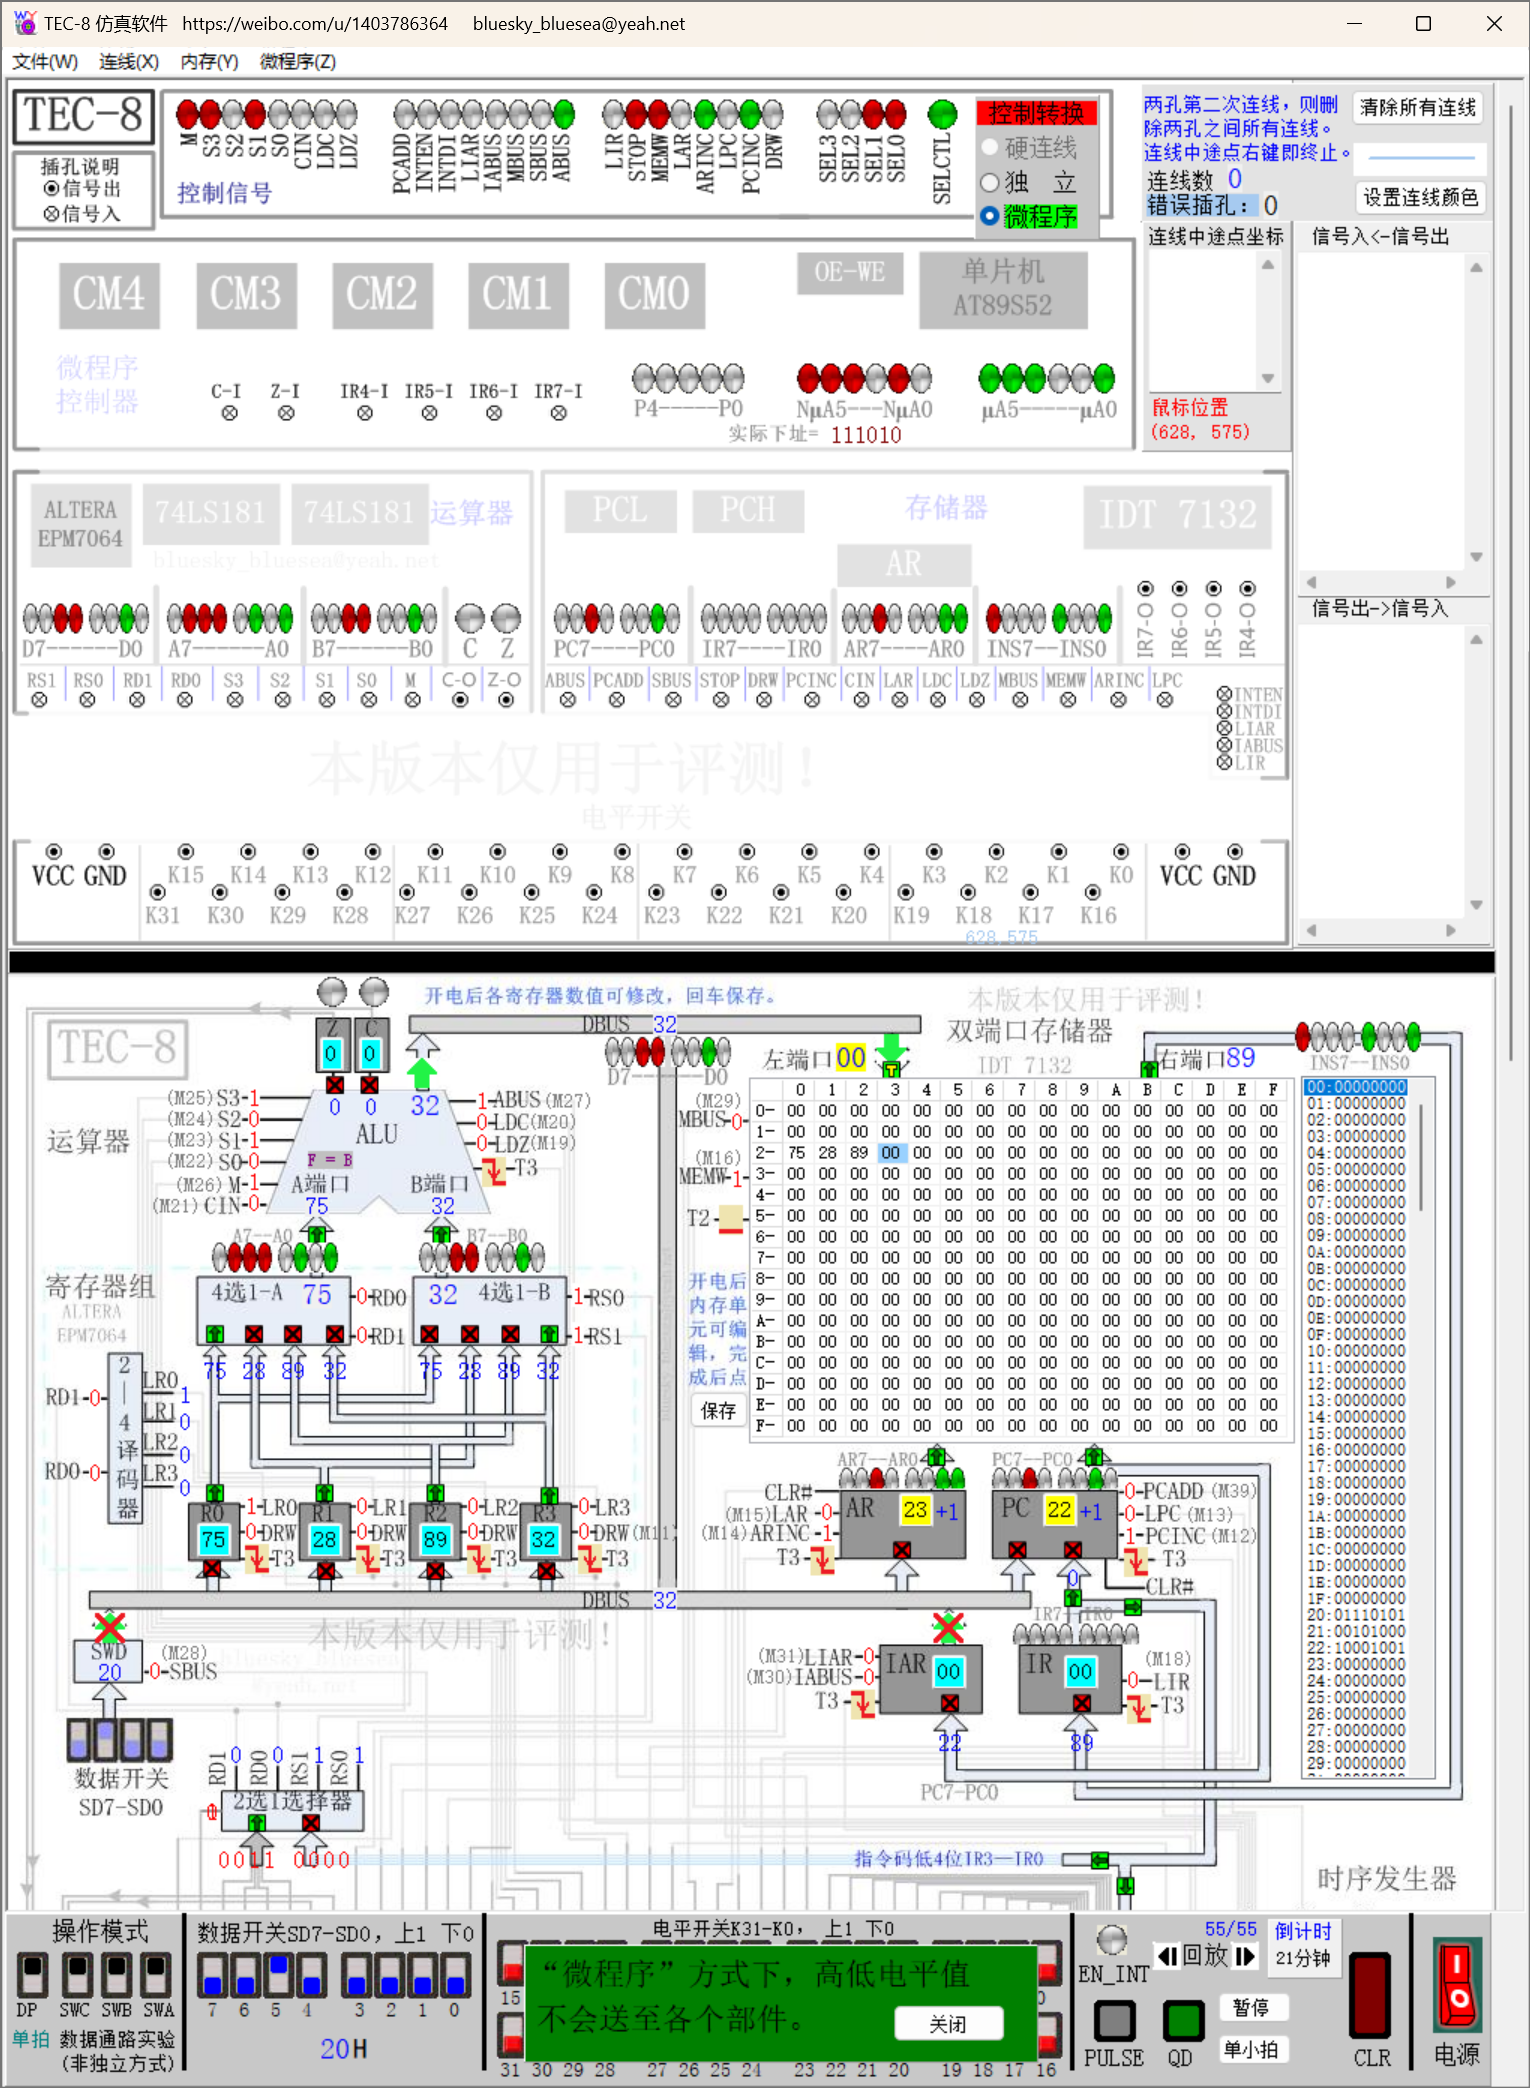 TEC-8 仿真软件 https://weibo.com/u/1403786364 bluesky_bluesea@yeah.net
文件(W) 连线(X) 内存(Y) 微程序(Z)
TEC-8
插孔说明
信号出
信号入
M S3 S2 S1 S0 CIN LDC LDZ
PCADD INTEN INTDI LIAR IABUS MBUS SBUS ABUS
LIR STOP MEMW LAR ARINC LPC PCINC DRW
SEL3 SEL2 SEL1 SEL0
SELCTL
控制信号
控制转换
硬连线
独 立
微程序
两孔第二次连线，则删
除两孔之间所有连线。
连线中途点右键即终止。
连线数 0
错误插孔： 0
清除所有连线
设置连线颜色
连线中途点坐标
信号入<-信号出
鼠标位置
(628, 575)
信号出->信号入
CM4 CM3 CM2 CM1 CM0
OE-WE
单片机
AT89S52
微程序
控制器
C-I Z-I IR4-I IR5-I IR6-I IR7-I
P4-----P0
NμA5---NμA0
μA5-----μA0
实际下址= 111010
ALTERA
EPM7064
74LS181 74LS181 运算器
bluesky_bluesea@yeah.net
PCL PCH 存储器 IDT 7132
AR
D7------D0 A7----A0 B7------B0 C Z
PC7----PC0 IR7----IR0 AR7---AR0 INS7--INS0
IR7-O IR6-O IR5-O IR4-O
RS1 RS0 RD1 RD0 S3 S2 S1 S0 M C-O Z-O
ABUS PCADD SBUS STOP DRW PCINC CIN LAR LDC LDZ MBUS MEMW ARINC LPC
INTEN
INTDI
LIAR
IABUS
LIR
本版本仅用于评测！
电平开关
VCC GND K15 K14 K13 K12 K11 K10 K9 K8 K7 K6 K5 K4 K3 K2 K1 K0 VCC GND
K31 K30 K29 K28 K27 K26 K25 K24 K23 K22 K21 K20 K19 K18 K17 K16
628,575
开电后各寄存器数值可修改，回车保存。
本版本仅用于评测！
TEC-8
Z C
0 0
DBUS 32
D7------D0
双端口存储器
IDT 7132
左端口00
右端口89
INS7--INS0
运算器
(M25) S3-1
(M24) S2-0
(M23) S1-1
(M22) S0-0
(M26) M-1
(M21) CIN-0
0 0 32
ALU
F = B
A端口 B端口
75 32
1-ABUS(M27)
0-LDC(M20)
0-LDZ(M19)
T3
A7--A0 B7--B0
(M29)
MBUS-0
(M16)
MEMW-1
T2
0 1 2 3 4 5 6 7 8 9 A B C D E F
0- 00 00 00 00 00 00 00 00 00 00 00 00 00 00 00 00
1- 00 00 00 00 00 00 00 00 00 00 00 00 00 00 00 00
2- 75 28 89 00 00 00 00 00 00 00 00 00 00 00 00 00
3- 00 00 00 00 00 00 00 00 00 00 00 00 00 00 00 00
4- 00 00 00 00 00 00 00 00 00 00 00 00 00 00 00 00
5- 00 00 00 00 00 00 00 00 00 00 00 00 00 00 00 00
6- 00 00 00 00 00 00 00 00 00 00 00 00 00 00 00 00
7- 00 00 00 00 00 00 00 00 00 00 00 00 00 00 00 00
8- 00 00 00 00 00 00 00 00 00 00 00 00 00 00 00 00
9- 00 00 00 00 00 00 00 00 00 00 00 00 00 00 00 00
A- 00 00 00 00 00 00 00 00 00 00 00 00 00 00 00 00
B- 00 00 00 00 00 00 00 00 00 00 00 00 00 00 00 00
C- 00 00 00 00 00 00 00 00 00 00 00 00 00 00 00 00
D- 00 00 00 00 00 00 00 00 00 00 00 00 00 00 00 00
E- 00 00 00 00 00 00 00 00 00 00 00 00 00 00 00 00
F- 00 00 00 00 00 00 00 00 00 00 00 00 00 00 00 00
开电后
内存单
元可编
辑，完
成后点
保存
00:00000000
01:00000000
02:00000000
03:00000000
04:00000000
05:00000000
06:00000000
07:00000000
08:00000000
09:00000000
0A:00000000
0B:00000000
0C:00000000
0D:00000000
0E:00000000
0F:00000000
10:00000000
11:00000000
12:00000000
13:00000000
14:00000000
15:00000000
16:00000000
17:00000000
18:00000000
19:00000000
1A:00000000
1B:00000000
1C:00000000
1D:00000000
1E:00000000
1F:00000000
20:01110101
21:00101000
22:10001001
23:00000000
24:00000000
25:00000000
26:00000000
27:00000000
28:00000000
29:00000000
寄存器组
ALTERA
EPM7064
4选1-A 75 0-RD0
0-RD1
32 4选1-B 1-RS0
1-RS1
75 28 89 32 75 28 89 32
2—4译码器
RD1-0
RD0-0
LR0 1
LR1 0
LR2 0
LR3 0
R0 1-LR0 R1 0-LR1 R2 0-LR2 R3 0-LR3
75 0-DRW 28 0-DRW 89 0-DRW 32 0-DRW(M11)
T3 T3 T3 T3
AR7--AR0 PC7--PC0
CLR#
(M15)LAR-0
(M14)ARINC-1
T3
AR 23 +1
PC 22 +1
0-PCADD (M39)
0-LPC (M13)
1-PCINC (M12)
T3
CLR#
0
DBUS 32
本版本仅用于评测！
bluesky_bluesea
@yeah.net
SWD
20
(M28)
0-SBUS
IR7--IR0
(M31)LIAR-0
(M30)IABUS-0
T3
IAR 00
IR 00
(M18)
0-LIR
T3
22 89
PC7-PC0
数据开关
SD7-SD0
RD1 0 RD0 0 RS1 1 RS0 1
2选1选择器
0011 0000
指令码低4位IR3—IR0
时序发生器
操作模式
DP SWC SWB SWA
单拍 数据通路实验
(非独立方式)
数据开关SD7-SD0，上1 下0
7 6 5 4 3 2 1 0
20H
电平开关K31-K0，上1 下0
15 0
“微程序”方式下，高低电平值
不会送至各个部件。
关闭
31 30 29 28 27 26 25 24 23 22 21 20 19 18 17 16
EN_INT
55/55
回放
倒计时
21分钟
PULSE QD
暂停
单小拍
CLR
电源